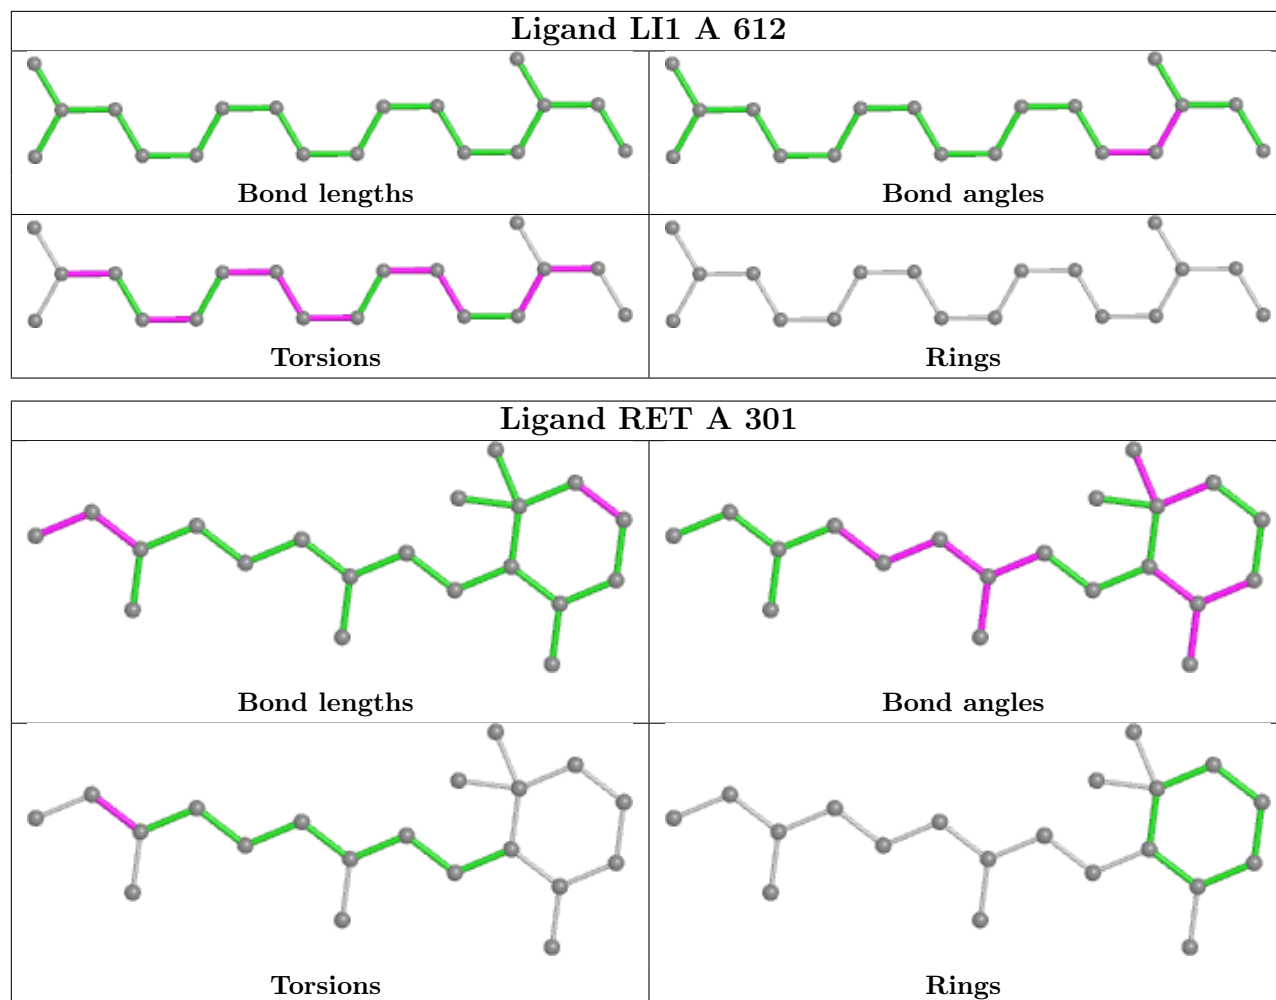 Ligand LI1 A 612
Bond lengths
Bond angles
Torsions
Rings
Ligand RET A 301
Bond lengths
Bond angles
Torsions
Rings